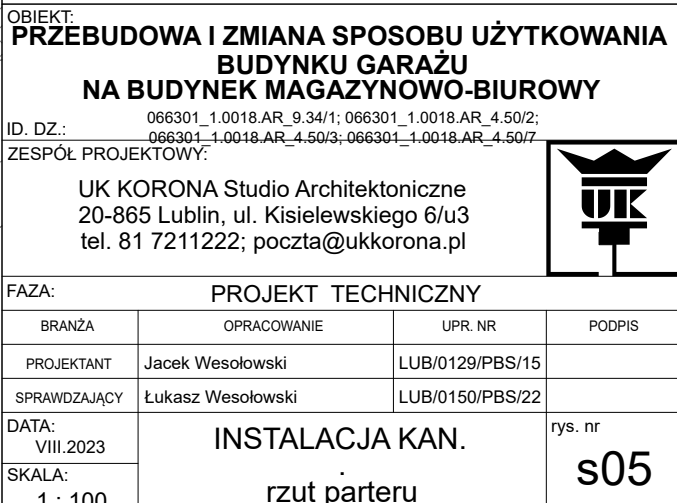 OBIEKT:
PRZEBUDOWA I ZMIANA SPOSOBU UŻYTKOWANIA
BUDYNKU GARAŻU
NA BUDYNEK MAGAZYNOWO-BIUROWY
ID. DZ.:
066301_1.0018.AR_9.34/1; 066301_1.0018.AR_4.50/2;
066301_1.0018.AR_4.50/3; 066301_1.0018.AR_4.50/7
ZESPÓŁ PROJEKTOWY:
UK KORONA Studio Architektoniczne
20-865 Lublin, ul. Kisielewskiego 6/u3
tel. 81 7211222; poczta@ukkorona.pl
UK
FAZA: PROJEKT TECHNICZNY
BRANŻA OPRACOWANIE UPR. NR PODPIS
PROJEKTANT Jacek Wesołowski LUB/0129/PBS/15
SPRAWDZAJĄCY Łukasz Wesołowski LUB/0150/PBS/22
DATA:
VIII.2023
SKALA:
1 : 100
INSTALACJA KAN.
.
rzut parteru
rys. nr
s05